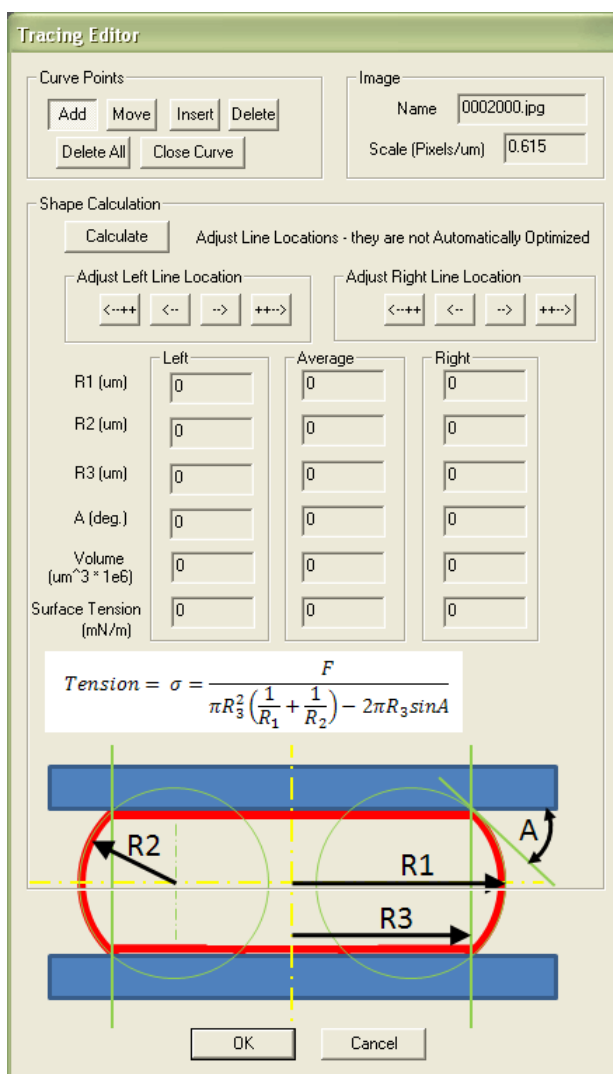 Tracing Editor
Curve Points
Add Move Insert Delete
Delete All Close Curve
Image
Name 0002000.jpg
Scale (Pixels/um) 0.615
Shape Calculation
Calculate Adjust Line Locations - they are not Automatically Optimized
Adjust Left Line Location
<--++ <-- --> ++-->
Adjust Right Line Location
<--++ <-- --> ++-->
Left Average Right
R1 (um) 0 0 0
R2 (um) 0 0 0
R3 (um) 0 0 0
A (deg.) 0 0 0
Volume
(um^3 * 1e6) 0 0 0
Surface Tension
(mN/m) 0 0 0
Tension = σ = F / (πR₃²(1/R₁ + 1/R₂) − 2πR₃sinA)
A
R2
R1
R3
OK Cancel